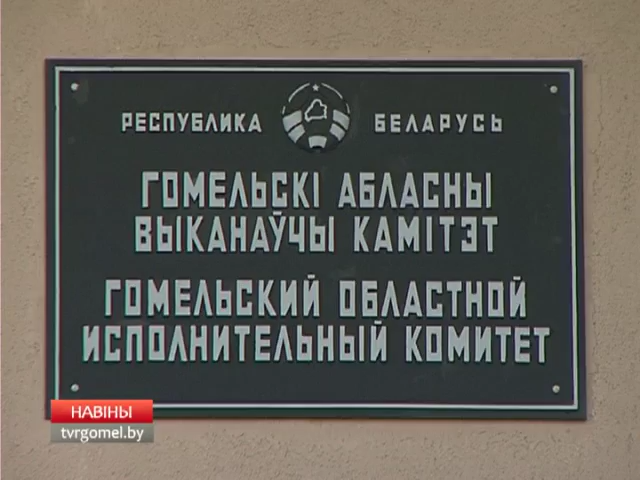 РЕСПУБЛИКА БЕЛАРУСЬ
ГОМЕЛЬСКІ АБЛАСНЫ
ВЫКАНАЎЧЫ КАМІТЭТ
ГОМЕЛЬСКИЙ ОБЛАСТНОЙ
ИСПОЛНИТЕЛЬНЫЙ КОМИТЕТ
НАВІНЫ
tvrgomel.by